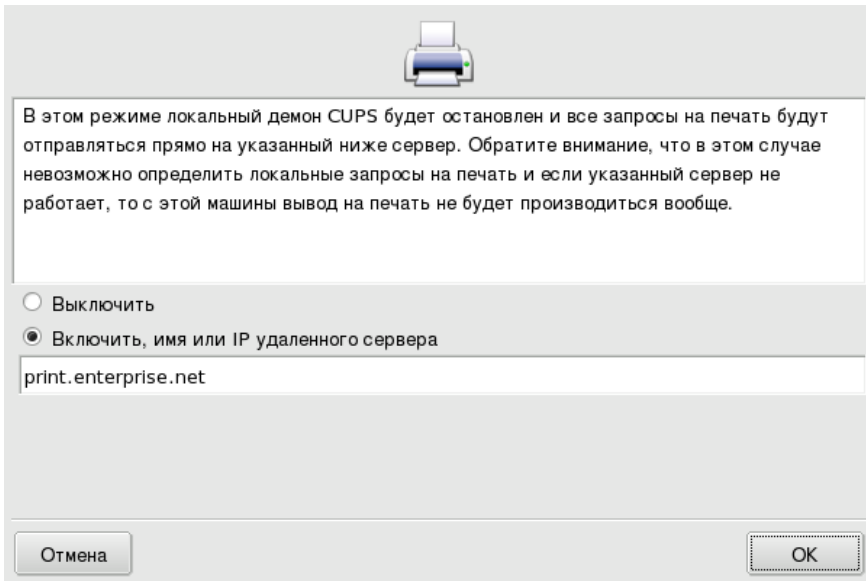 В этом режиме локальный демон CUPS будет остановлен и все запросы на печать будут
отправляться прямо на указанный ниже сервер. Обратите внимание, что в этом случае
невозможно определить локальные запросы на печать и если указанный сервер не
работает, то с этой машины вывод на печать не будет производиться вообще.
Выключить
Включить, имя или IP удаленного сервера
print.enterprise.net
Отмена
OK